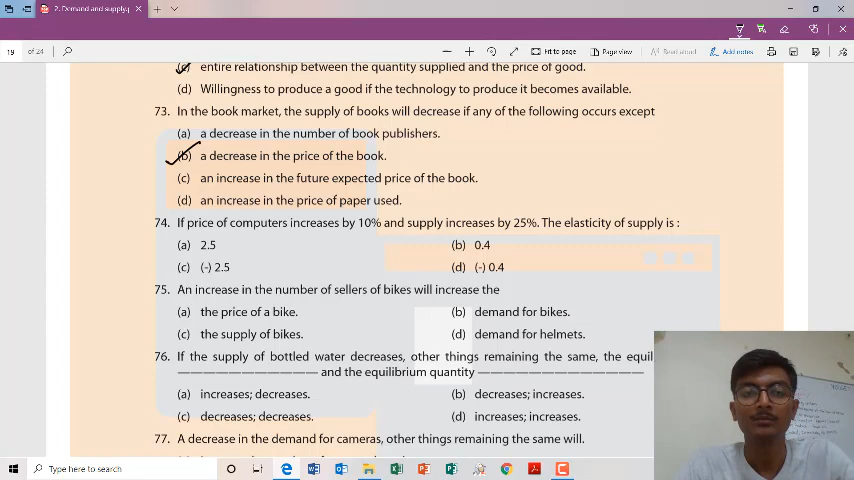 2. Demand and supply.p
19 of 24
Fit to page
Page view
Read aloud
Add notes
(c) entire relationship between the quantity supplied and the price of good.
(d) Willingness to produce a good if the technology to produce it becomes available.
73. In the book market, the supply of books will decrease if any of the following occurs except
(a) a decrease in the number of book publishers.
(b) a decrease in the price of the book.
(c) an increase in the future expected price of the book.
(d) an increase in the price of paper used.
74. If price of computers increases by 10% and supply increases by 25%. The elasticity of supply is :
(a) 2.5 (b) 0.4
(c) (-) 2.5 (d) (-) 0.4
75. An increase in the number of sellers of bikes will increase the
(a) the price of a bike. (b) demand for bikes.
(c) the supply of bikes. (d) demand for helmets.
76. If the supply of bottled water decreases, other things remaining the same, the equil
—————————— and the equilibrium quantity ————————————
(a) increases; decreases. (b) decreases; increases.
(c) decreases; decreases. (d) increases; increases.
77. A decrease in the demand for cameras, other things remaining the same will.
Type here to search